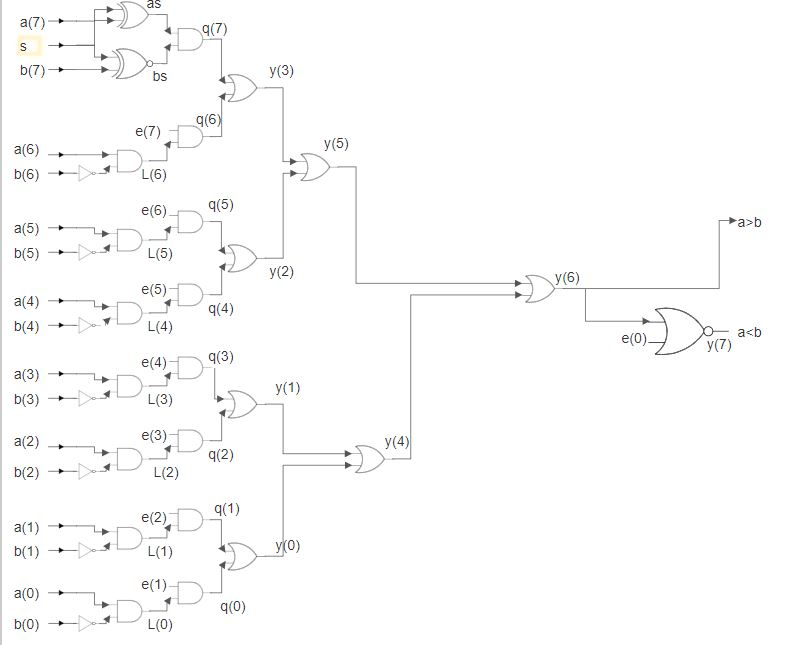 as
a(7)
q(7)
s
b(7)
bs
y(3)
q(6)
e(7)
y(5)
a(6)
b(6)
L(6)
q(5)
e(6)
a(5)
a>b
b(5)
L(5)
y(2)
y(6)
e(5)
a(4)
q(4)
b(4)
L(4)
e(0)
a<b
y(7)
q(3)
e(4)
a(3)
y(1)
b(3)
L(3)
e(3)
a(2)
y(4)
q(2)
b(2)
L(2)
q(1)
e(2)
a(1)
b(1)
L(1)
y(0)
e(1)
a(0)
q(0)
b(0)
L(0)